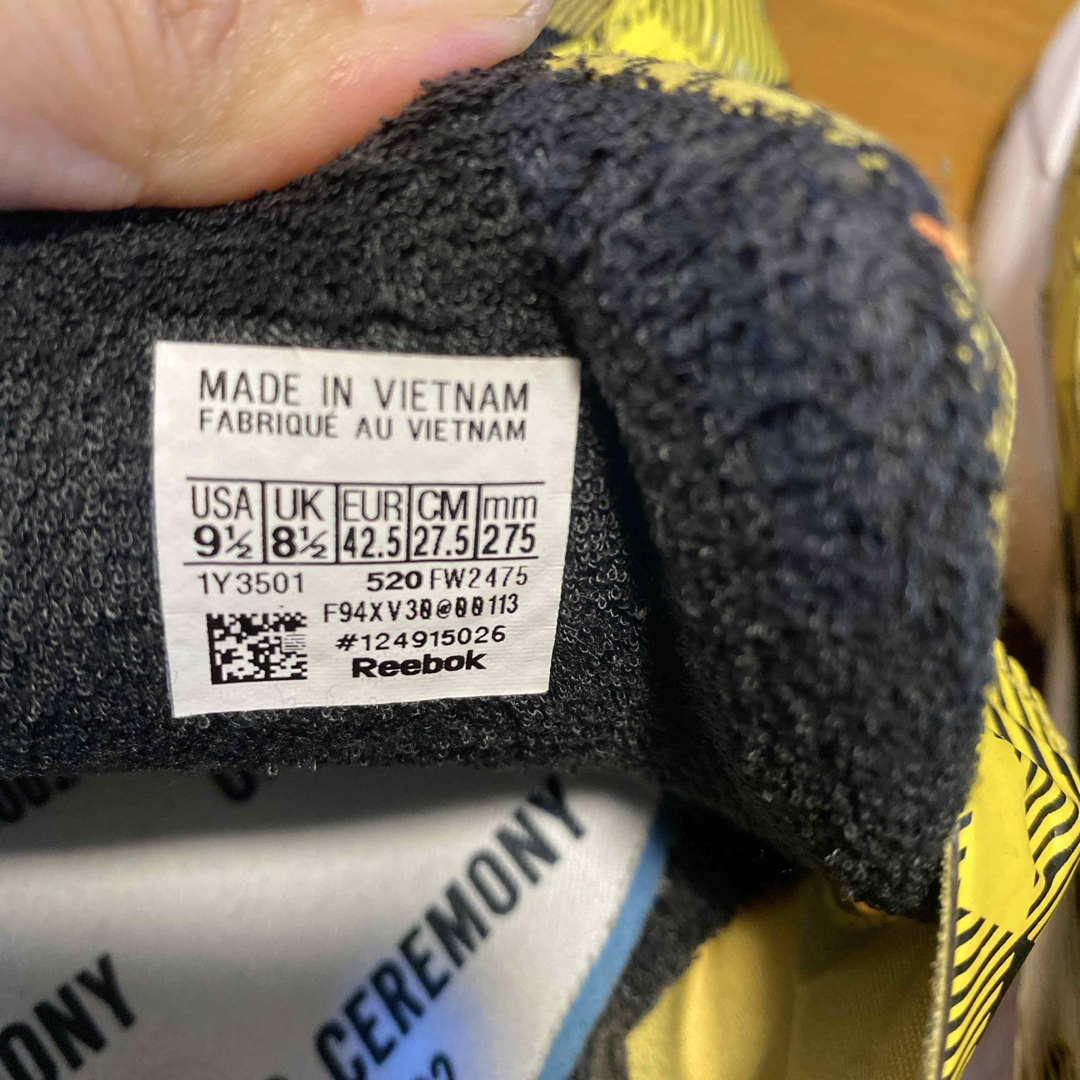 MADE IN VIETNAM
FABRIQUÉ AU VIETNAM
USA UK EUR CM mm
9½ 8½ 42.5 27.5 275
1Y3501 520 FW2475
#124915026
Reebok
CEREMONY
ONY